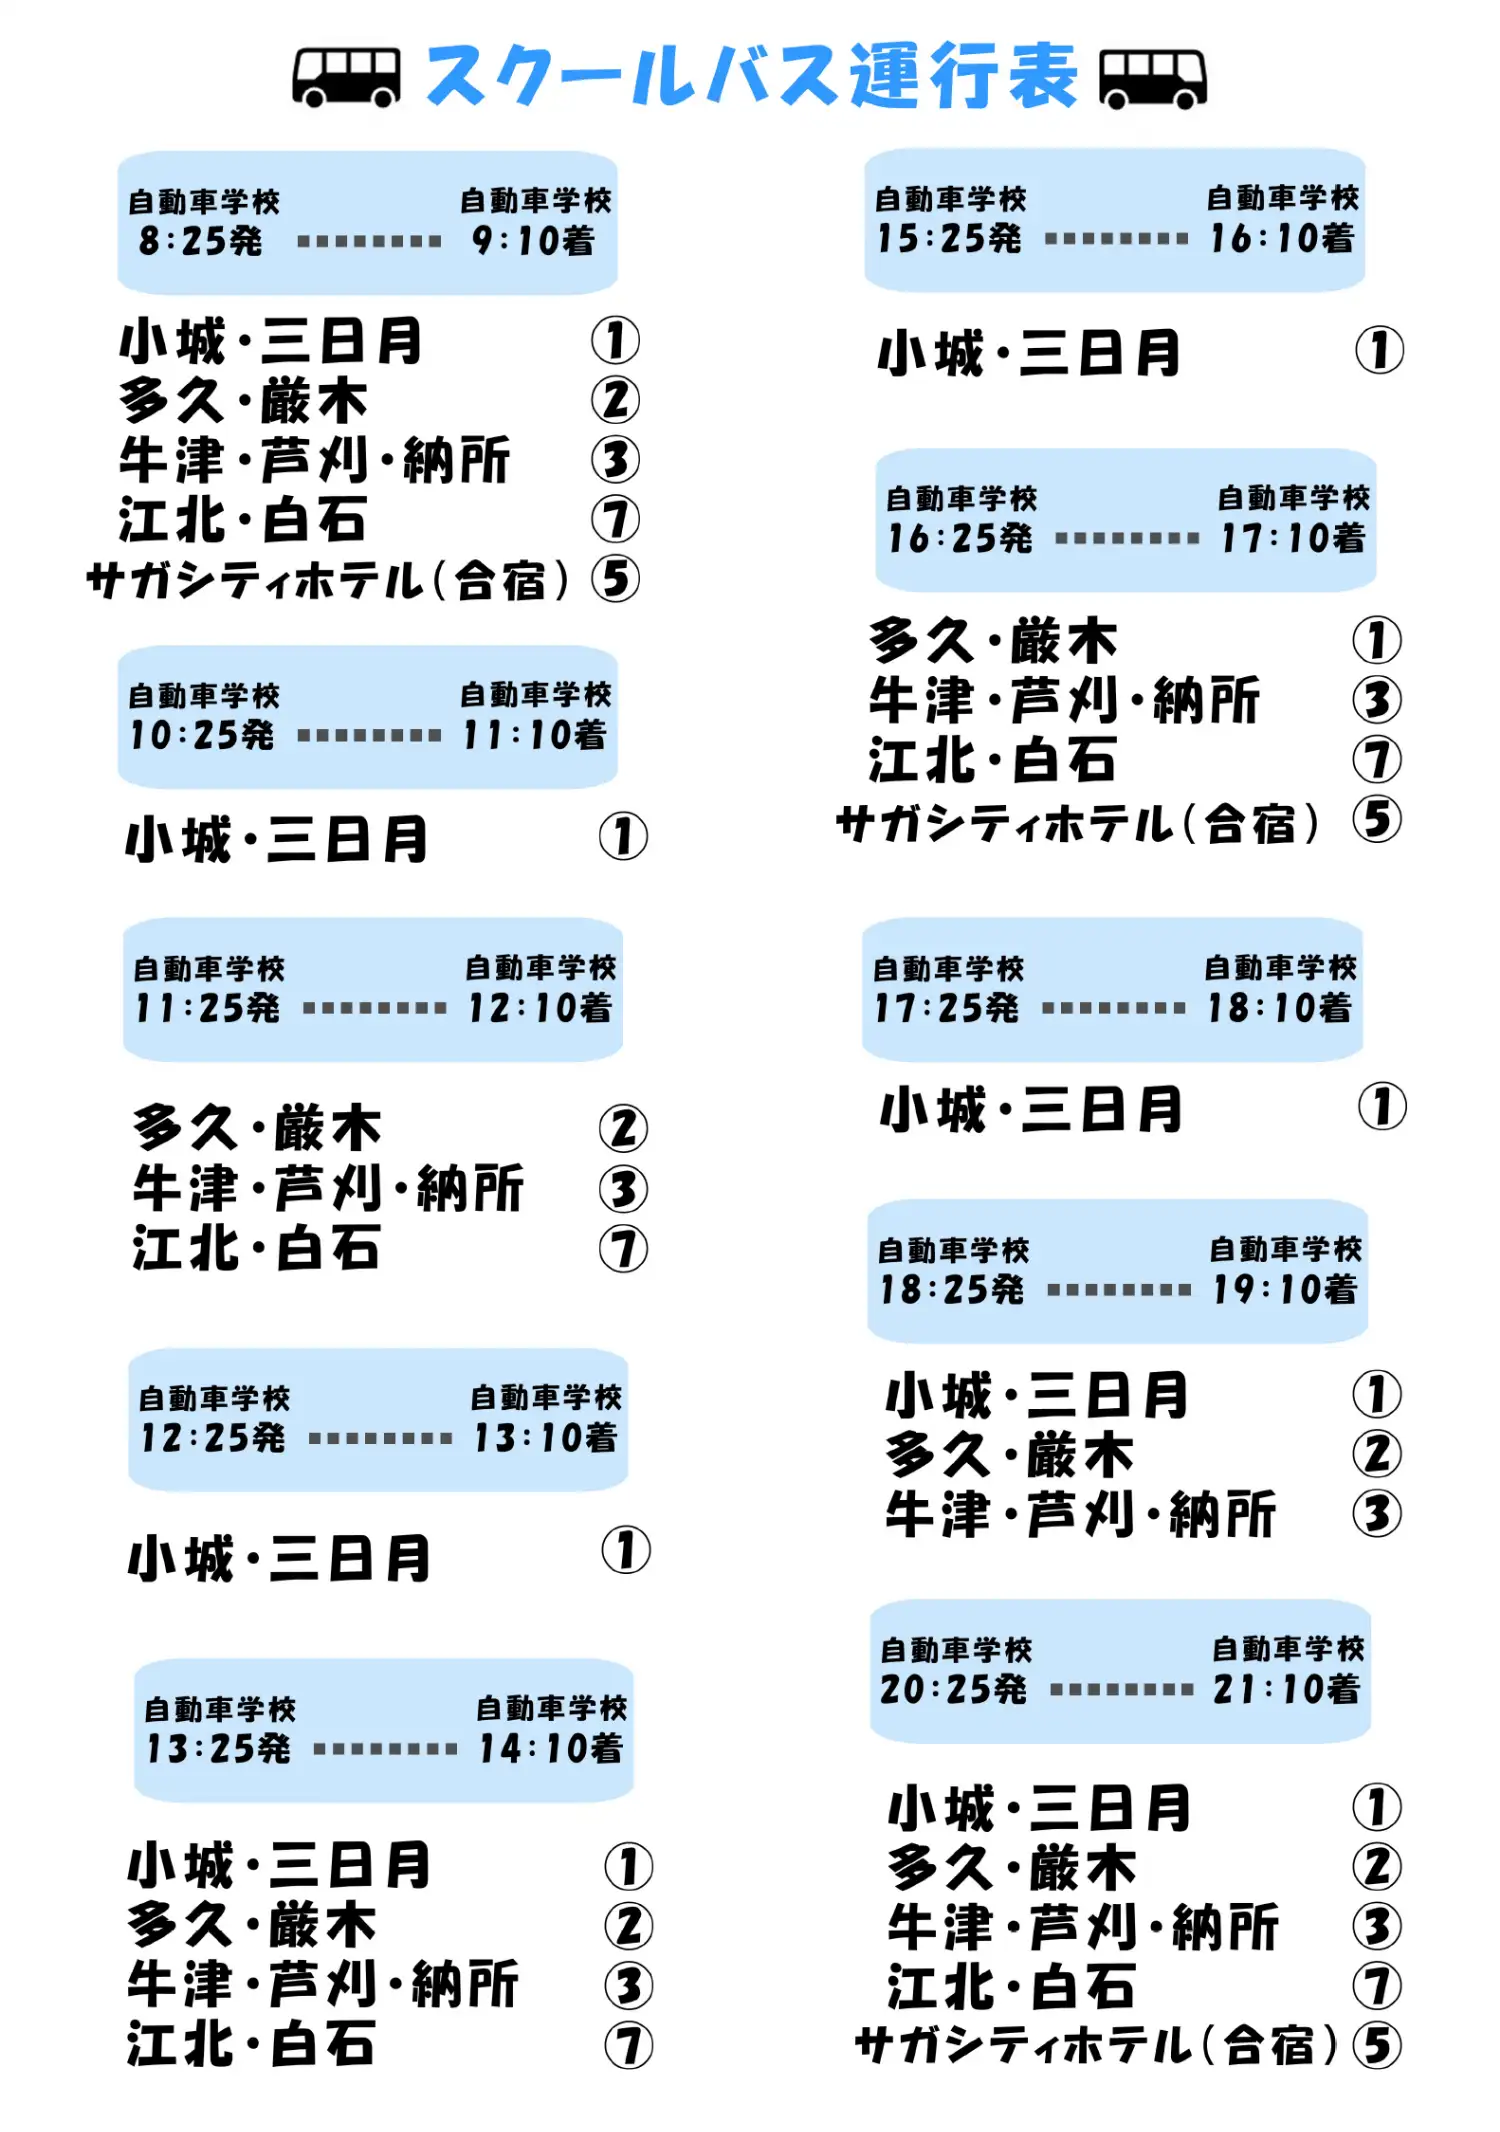 スクールバス運行表
自動車学校 自動車学校
8:25発 ........ 9:10着
小城・三日月 ①
多久・厳木 ②
牛津・芦刈・納所 ③
江北・白石 ⑦
サガシティホテル(合宿) ⑤
自動車学校 自動車学校
10:25発 ........ 11:10着
小城・三日月 ①
自動車学校 自動車学校
11:25発 ........ 12:10着
多久・厳木 ②
牛津・芦刈・納所 ③
江北・白石 ⑦
自動車学校 自動車学校
12:25発 ........ 13:10着
小城・三日月 ①
自動車学校 自動車学校
13:25発 ........ 14:10着
小城・三日月 ①
多久・厳木 ②
牛津・芦刈・納所 ③
江北・白石 ⑦
自動車学校 自動車学校
15:25発 ........ 16:10着
小城・三日月 ①
自動車学校 自動車学校
16:25発 ........ 17:10着
多久・厳木 ①
牛津・芦刈・納所 ③
江北・白石 ⑦
サガシティホテル(合宿) ⑤
自動車学校 自動車学校
17:25発 ........ 18:10着
小城・三日月 ①
自動車学校 自動車学校
18:25発 ........ 19:10着
小城・三日月 ①
多久・厳木 ②
牛津・芦刈・納所 ③
自動車学校 自動車学校
20:25発 ........ 21:10着
小城・三日月 ①
多久・厳木 ②
牛津・芦刈・納所 ③
江北・白石 ⑦
サガシティホテル(合宿) ⑤